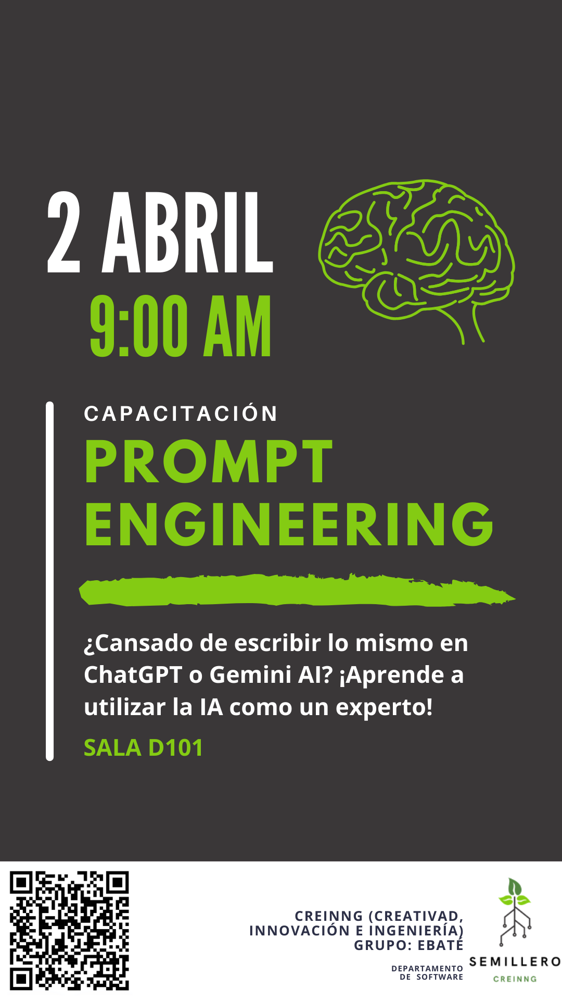 2 ABRIL
9:00 AM
CAPACITACIÓN
PROMPT
ENGINEERING
¿Cansado de escribir lo mismo en
ChatGPT o Gemini AI? ¡Aprende a
utilizar la IA como un experto!
SALA D101
CREINNG (CREATIVAD,
INNOVACIÓN E INGENIERÍA)
GRUPO: EBATÉ
DEPARTAMENTO
DE SOFTWARE
SEMILLERO
CREINNG